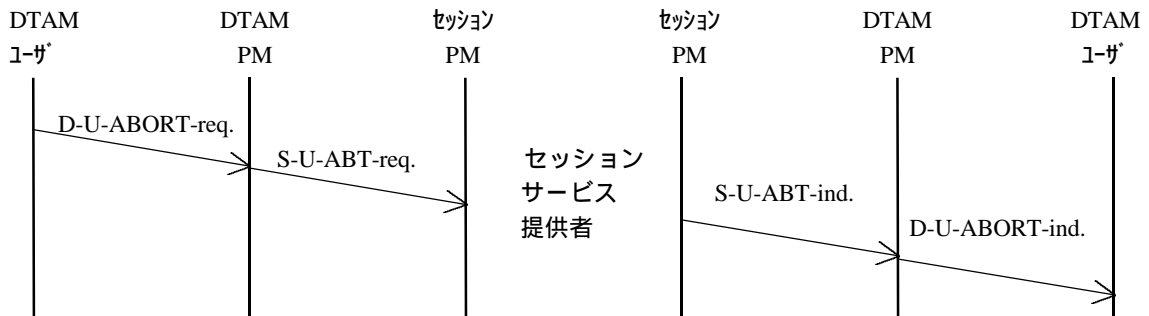 DTAM DTAM ｾｯｼｮﾝ ｾｯｼｮﾝ DTAM DTAM
ﾕｰｻﾞ PM PM PM PM ﾕｰｻﾞ
D-U-ABORT-req.
S-U-ABT-req.
セッション
サービス
提供者
S-U-ABT-ind.
D-U-ABORT-ind.